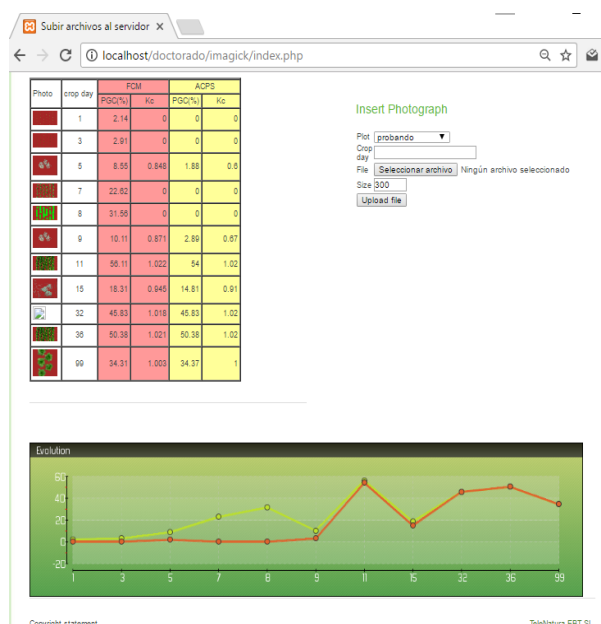 Subir archivos al servidor ×
localhost/doctorado/imagick/index.php
Photo crop day FCM ACPS
PGC(%) Kc PGC(%) Kc
1 2.14 0 0 0
3 2.91 0 0 0
5 8.55 0.848 1.88 0.6
7 22.62 0 0 0
8 31.56 0 0 0
9 10.11 0.871 2.89 0.67
11 56.11 1.022 54 1.02
15 18.31 0.945 14.81 0.91
32 45.83 1.018 45.83 1.02
36 50.38 1.021 50.38 1.02
99 34.31 1.003 34.37 1
Insert Photograph
Plot probando
Crop day
File Seleccionar archivo Ningún archivo seleccionado
Size 300
Upload file
Evolution
60
40
20
0
-20
1 3 5 7 8 9 11 15 32 36 99
Copyright statement
TeleNatura EBT SL